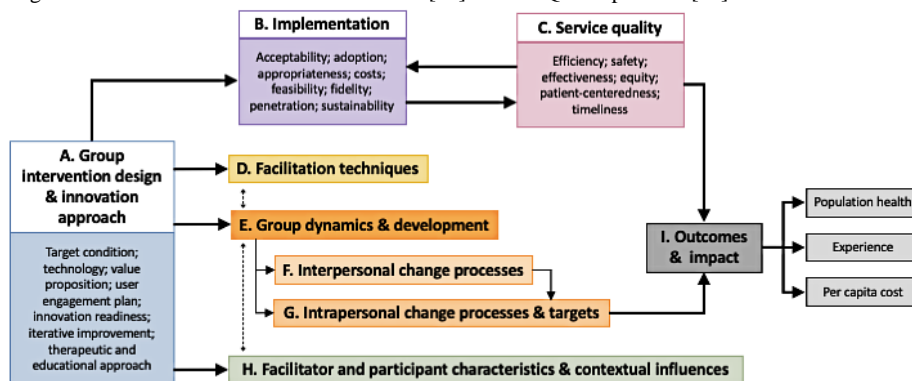 B. Implementation
Acceptability; adoption;
appropriateness; costs;
feasibility; fidelity;
penetration; sustainability
C. Service quality
Efficiency; safety;
effectiveness; equity;
patient-centeredness;
timeliness
A. Group
intervention design
& innovation
approach
Target condition;
technology; value
proposition; user
engagement plan;
innovation readiness;
iterative improvement;
therapeutic and
educational approach
D. Facilitation techniques
E. Group dynamics & development
F. Interpersonal change processes
G. Intrapersonal change processes & targets
H. Facilitator and participant characteristics & contextual influences
I. Outcomes
& impact
Population health
Experience
Per capita cost